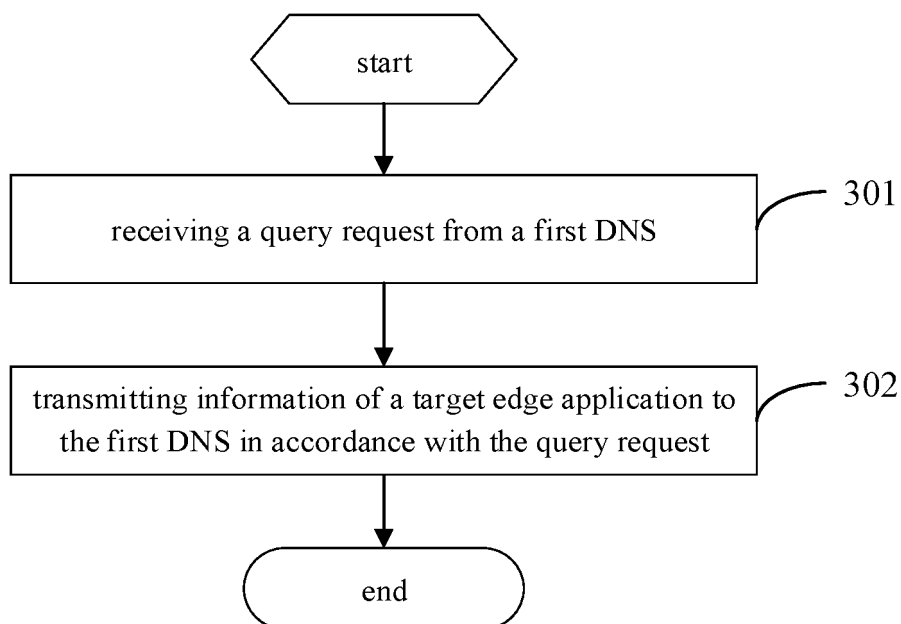 start
receiving a query request from a first DNS
301
transmitting information of a target edge application to
the first DNS in accordance with the query request
302
end